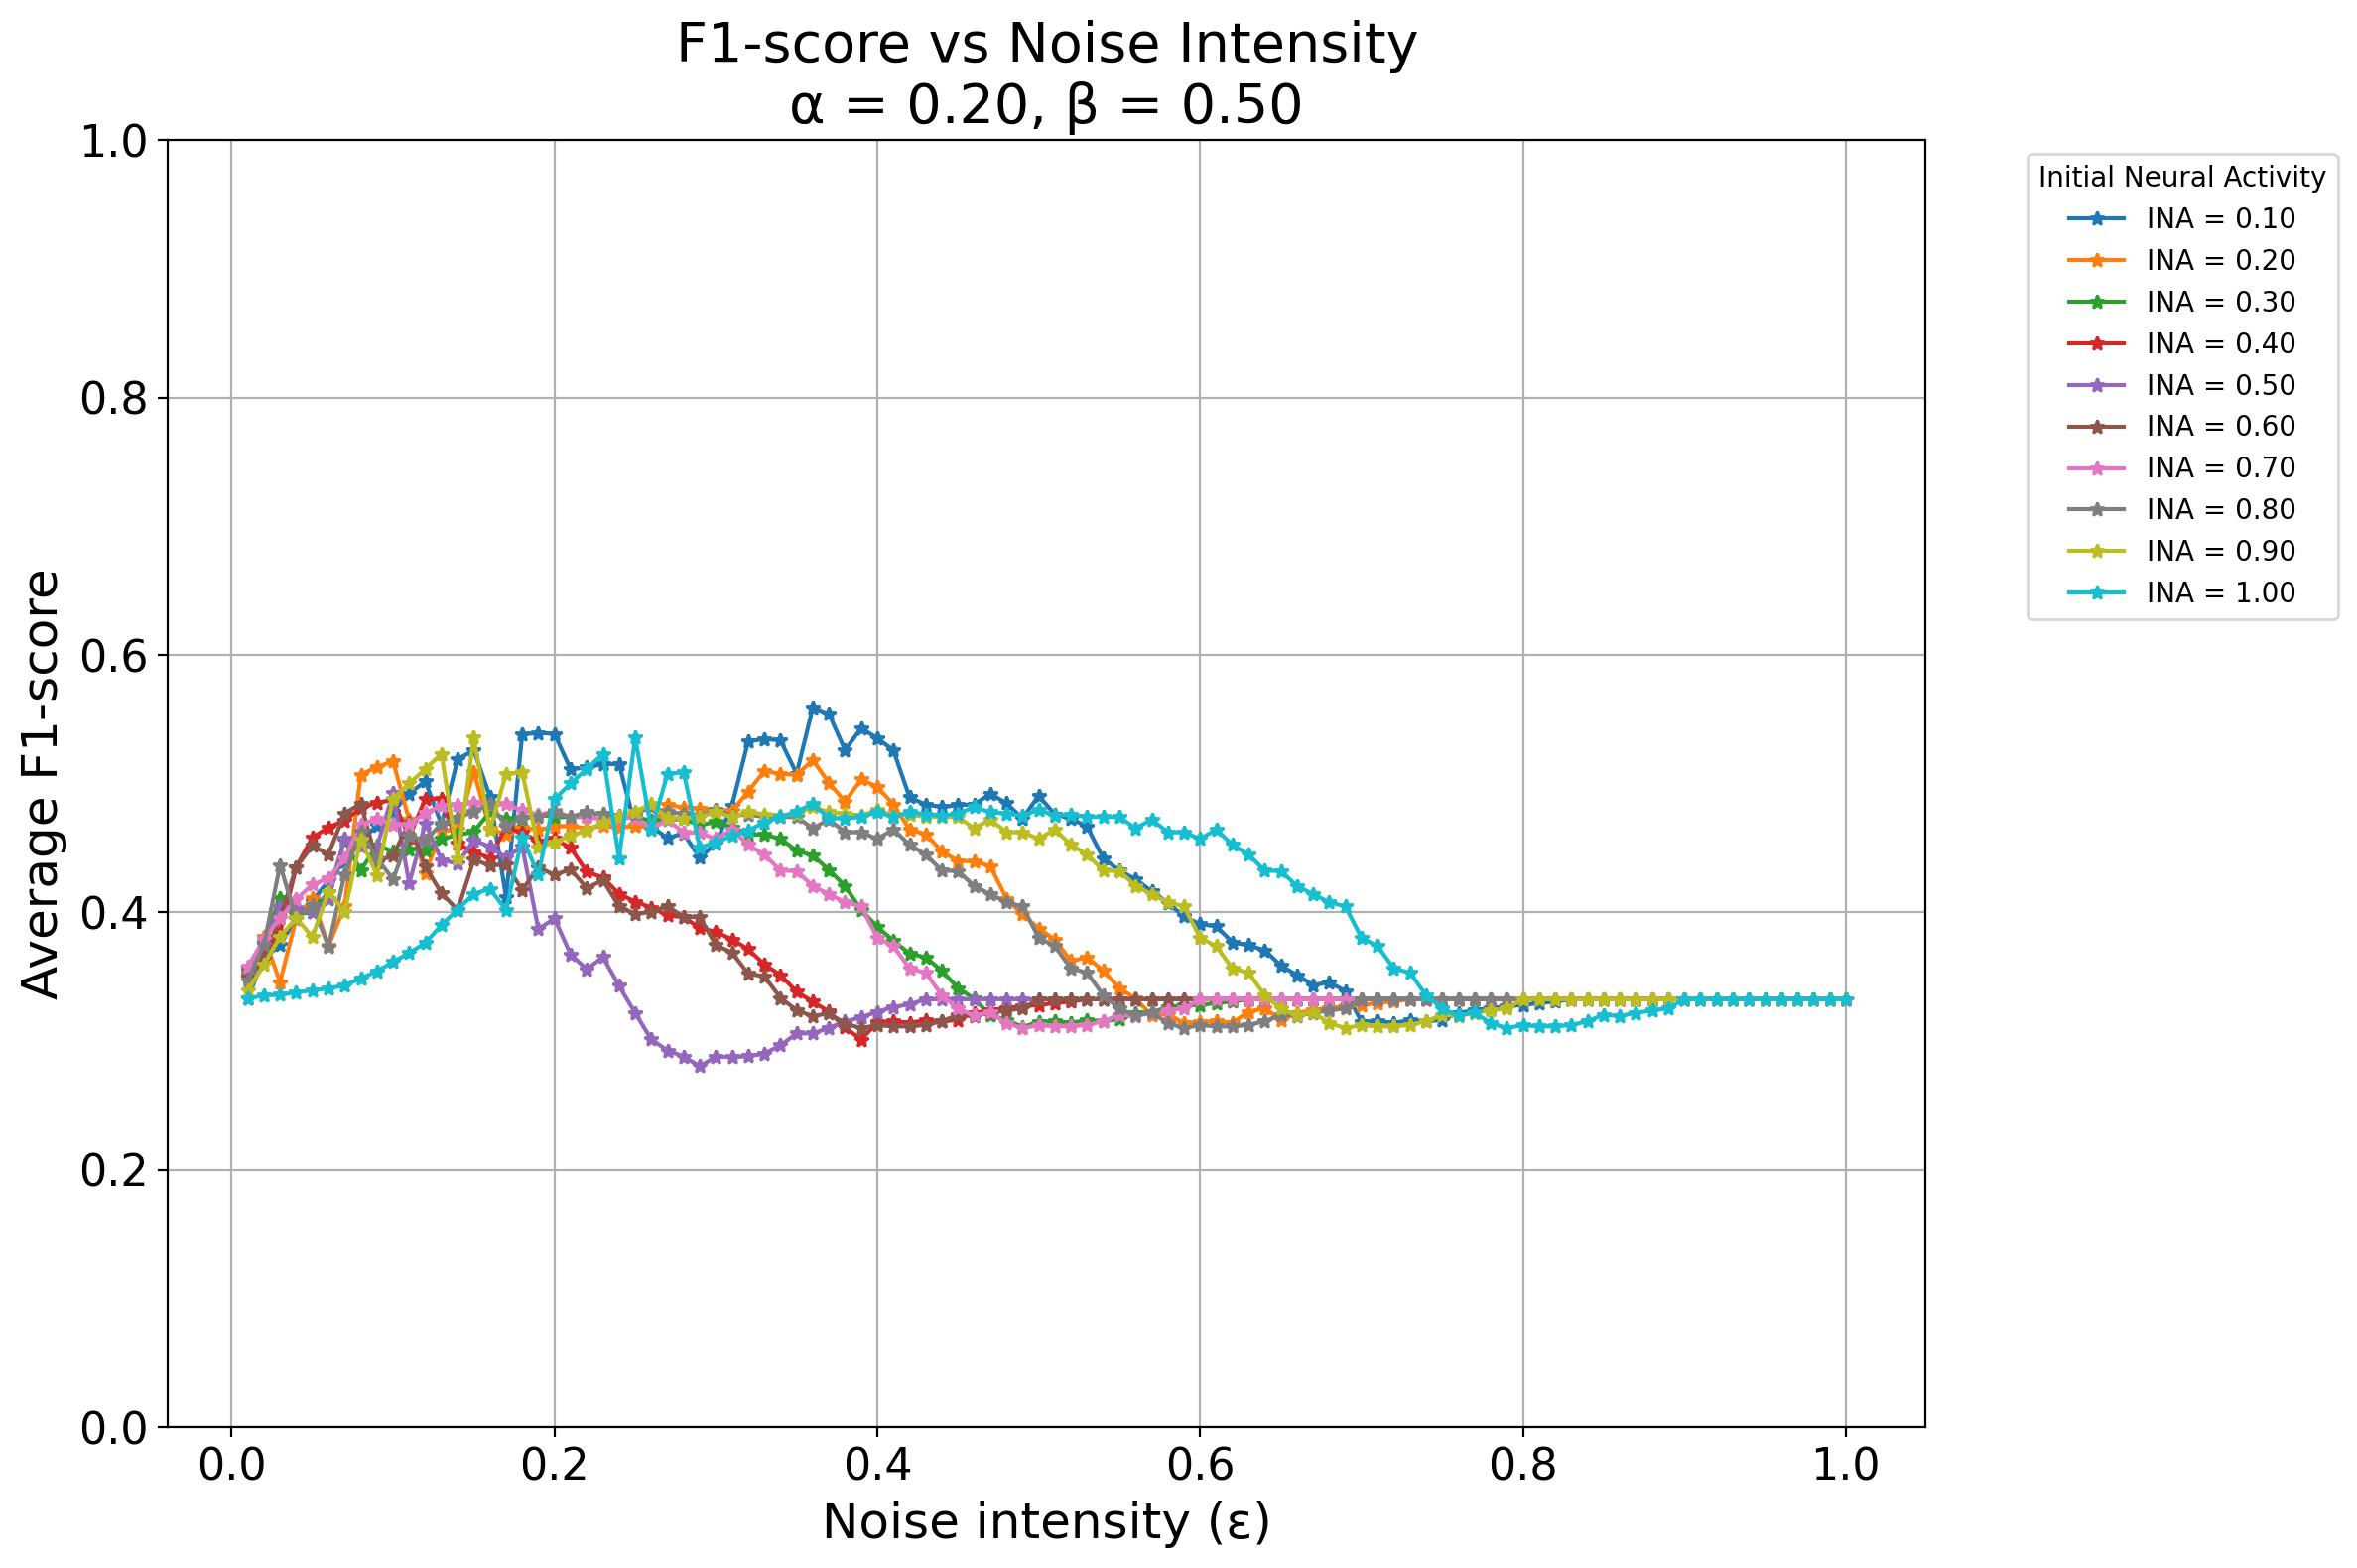 F1-score vs Noise Intensity
α = 0.20, β = 0.50
1.0
0.8
0.6
0.4
0.2
0.0
Average F1-score
0.0 0.2 0.4 0.6 0.8 1.0
Noise intensity (ε)
Initial Neural Activity
INA = 0.10
INA = 0.20
INA = 0.30
INA = 0.40
INA = 0.50
INA = 0.60
INA = 0.70
INA = 0.80
INA = 0.90
INA = 1.00